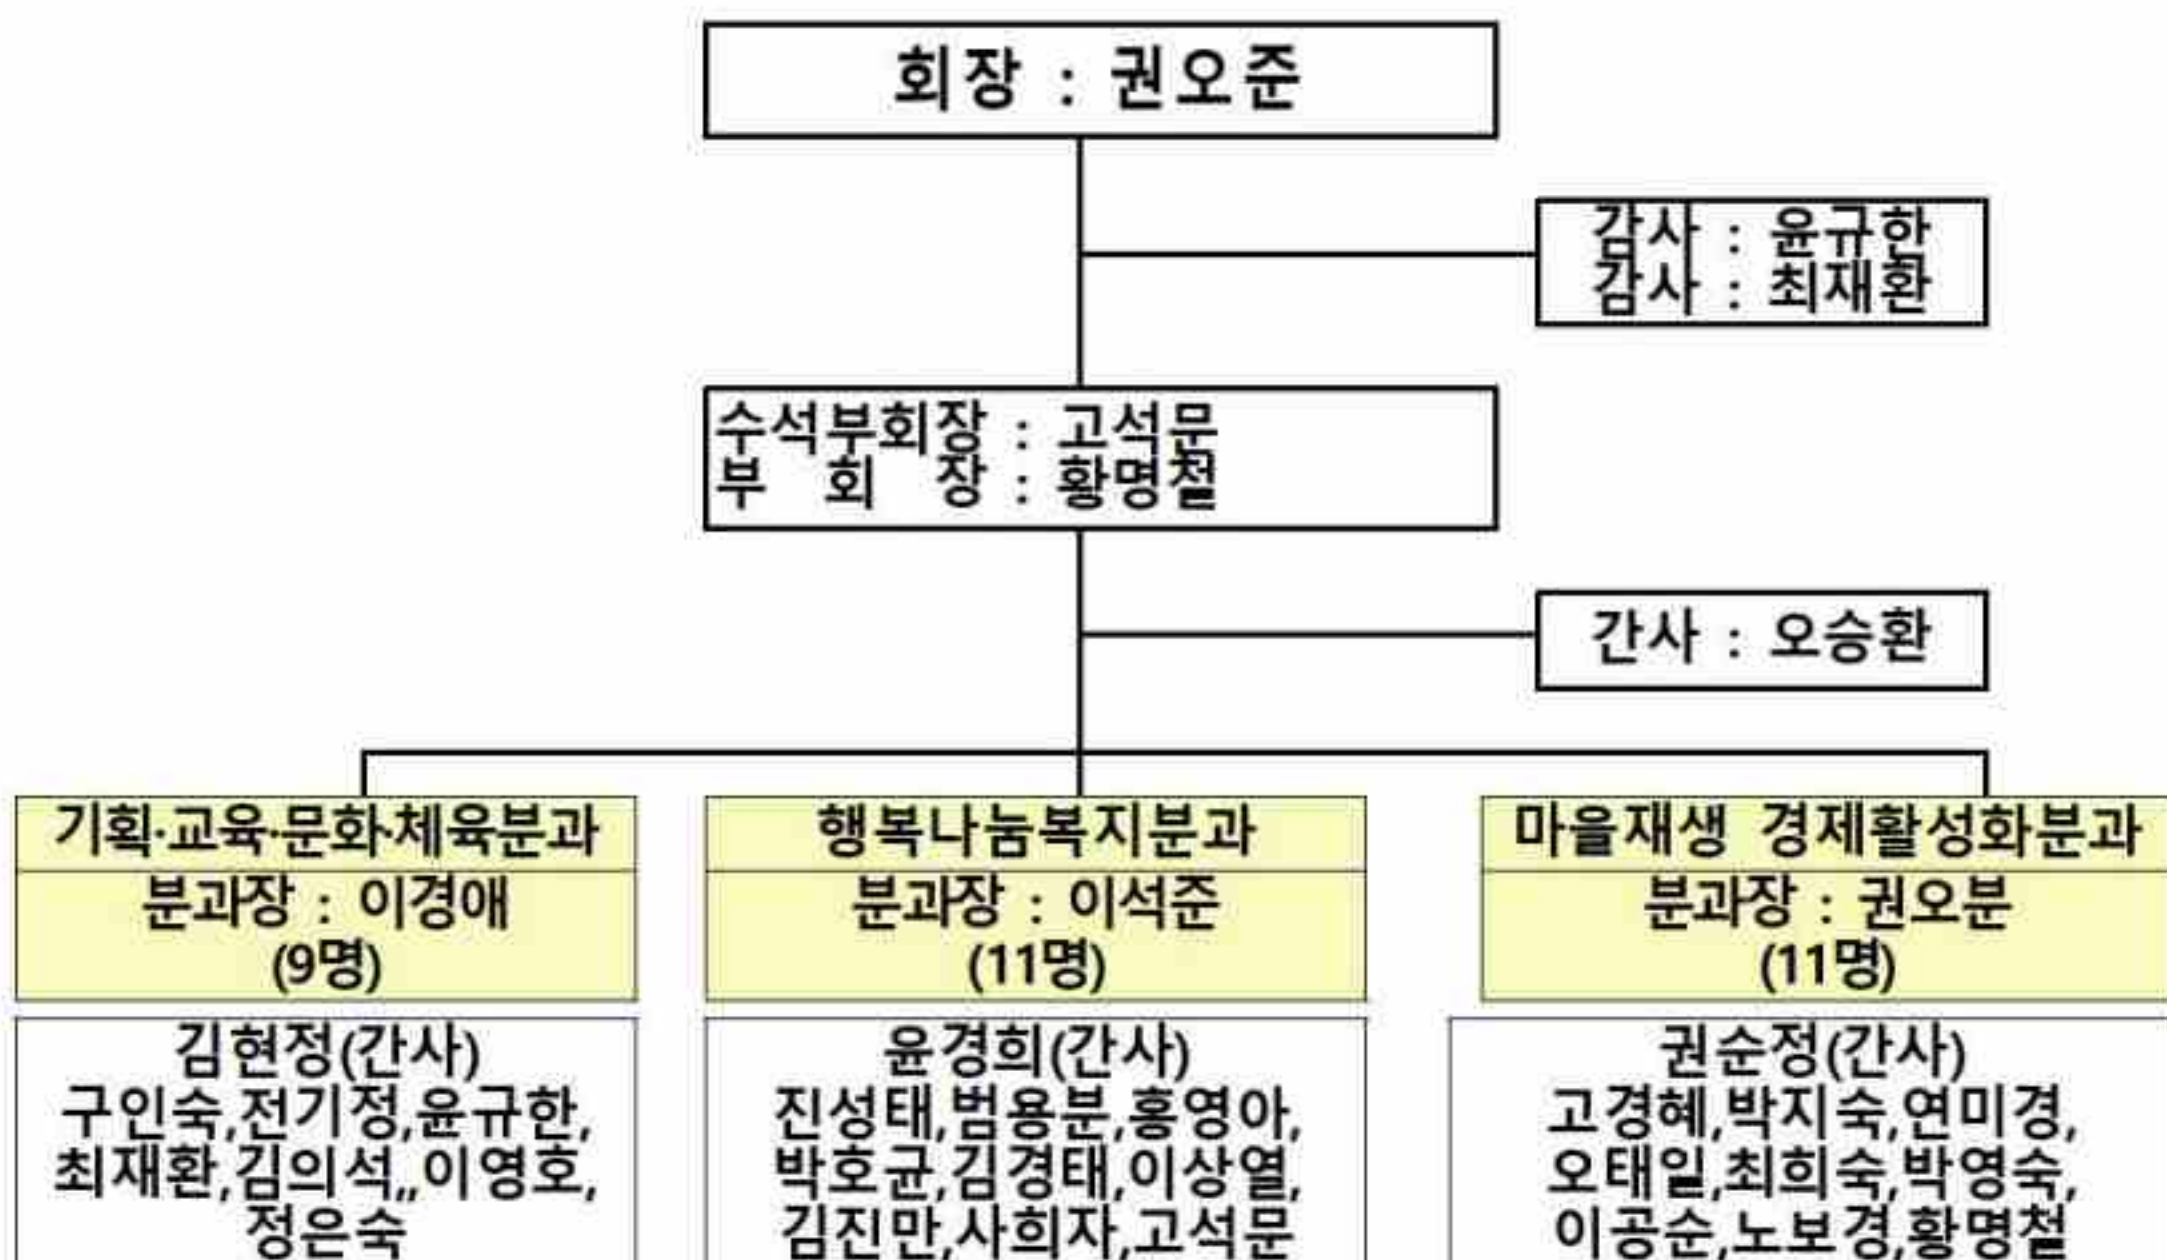 회장 : 권오준
감사 : 윤규한
감사 : 최재환
수석부회장 : 고석문
부 회 장 : 황명철
간사 : 오승환
기획·교육·문화·체육분과
분과장 : 이경애
(9명)
김현정(간사)
구인숙,전기정,윤규한,
최재환,김의석,,이영호,
정은숙
행복나눔복지분과
분과장 : 이석준
(11명)
윤경희(간사)
진성태,범용분,홍영아,
박호균,김경태,이상열,
김진만,사희자,고석문
마을재생 경제활성화분과
분과장 : 권오분
(11명)
권순정(간사)
고경혜,박지숙,연미경,
오태일,최희숙,박영숙,
이공순,노보경,황명철